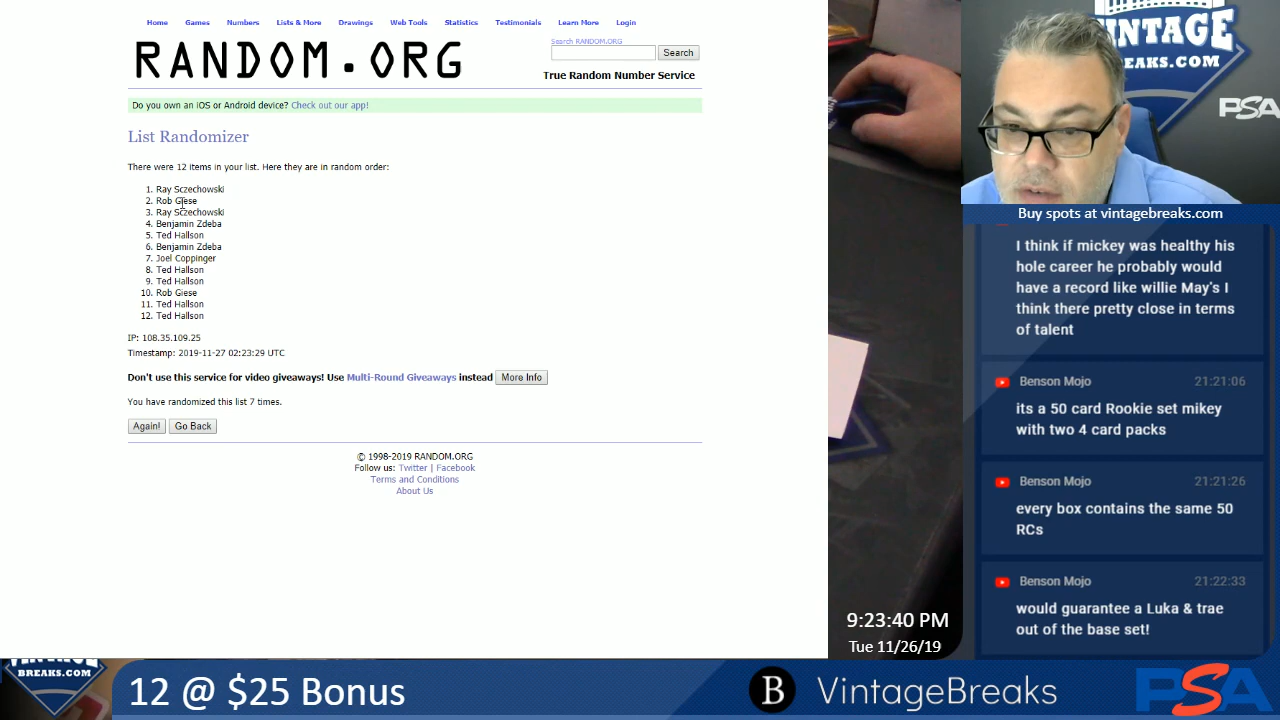 Home Games Numbers Lists & More Drawings Web Tools Statistics Testimonials Learn More Login
RANDOM.ORG
Search RANDOM.ORG
Search
True Random Number Service
Do you own an iOS or Android device? Check out our app!
List Randomizer
There were 12 items in your list. Here they are in random order:
1. Ray Sczechowski
2. Rob Giese
3. Ray Sczechowski
4. Benjamin Zdeba
5. Ted Hallson
6. Benjamin Zdeba
7. Joel Coppinger
8. Ted Hallson
9. Ted Hallson
10. Rob Giese
11. Ted Hallson
12. Ted Hallson
IP: 108.35.109.25
Timestamp: 2019-11-27 02:23:29 UTC
Don't use this service for video giveaways! Use Multi-Round Giveaways instead More Info
You have randomized this list 7 times.
Again! Go Back
© 1998-2019 RANDOM.ORG
Follow us: Twitter | Facebook
Terms and Conditions
About Us
PSA
Buy spots at vintagebreaks.com
I think if mickey was healthy his
hole career he probably would
have a record like willie May's I
think there pretty close in terms
of talent
Benson Mojo 21:21:06
its a 50 card Rookie set mikey
with two 4 card packs
Benson Mojo 21:21:26
every box contains the same 50
RCs
Benson Mojo 21:22:33
would guarantee a Luka & trae
out of the base set!
9:23:40 PM
Tue 11/26/19
BREAKS.COM
12 @ $25 Bonus
B VintageBreaks
PSA